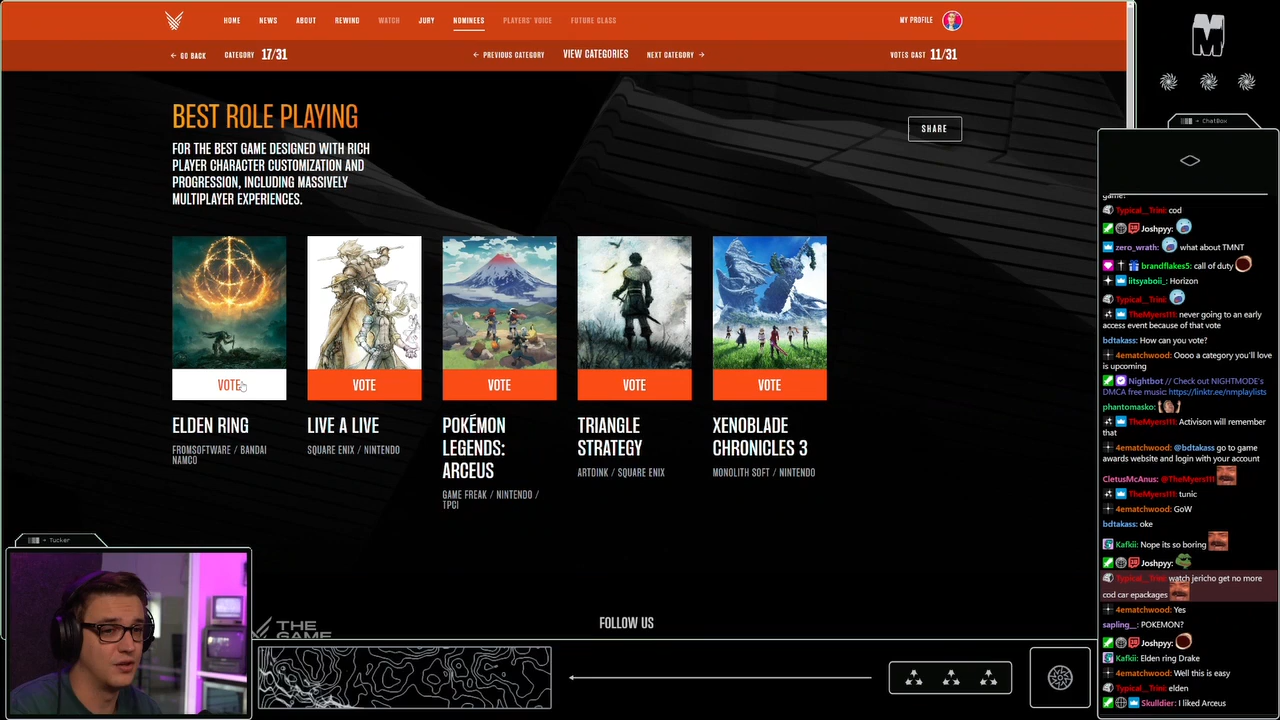 HOME NEWS ABOUT REWIND WATCH JURY NOMINEES PLAYERS' VOICE FUTURE CLASS MY PROFILE
← GO BACK CATEGORY 17/31 ← PREVIOUS CATEGORY VIEW CATEGORIES NEXT CATEGORY → VOTES CAST 11/31
BEST ROLE PLAYING
FOR THE BEST GAME DESIGNED WITH RICH
PLAYER CHARACTER CUSTOMIZATION AND
PROGRESSION, INCLUDING MASSIVELY
MULTIPLAYER EXPERIENCES.
SHARE
VOTE
ELDEN RING
FROMSOFTWARE / BANDAI
NAMCO
VOTE
LIVE A LIVE
SQUARE ENIX / NINTENDO
VOTE
POKÉMON
LEGENDS:
ARCEUS
GAME FREAK / NINTENDO /
TPCI
VOTE
TRIANGLE
STRATEGY
ARTDINK / SQUARE ENIX
VOTE
XENOBLADE
CHRONICLES 3
MONOLITH SOFT / NINTENDO
THE
GAME
FOLLOW US
→ Tucker
→ ChatBox
game.
Typical__Trini: cod
Joshpyy:
zero_wrath: what about TMNT
brandflakes5: call of duty
iitsyaboii_: Horizon
Typical__Trini:
TheMyers111: never going to an early
access event because of that vote
bdtakass: How can you vote?
4ematchwood: Oooo a category you'll love
is upcoming
Nightbot // Check out NIGHTMODE's
DMCA free music: https://linktr.ee/nmplaylists
phantomasko:
TheMyers111: Activison will remember
that
4ematchwood: @bdtakass go to game
awards website and login with your account
CletusMcAnus: @TheMyers111
TheMyers111: tunic
4ematchwood: GoW
bdtakass: oke
Kafkii: Nope its so boring
Joshpyy:
Typical__Trini: watch jericho get no more
cod car epackages
4ematchwood: Yes
sapling__: POKEMON?
Joshpyy:
Kafkii: Elden ring Drake
4ematchwood: Well this is easy
Typical__Trini: elden
Skulldier: I liked Arceus